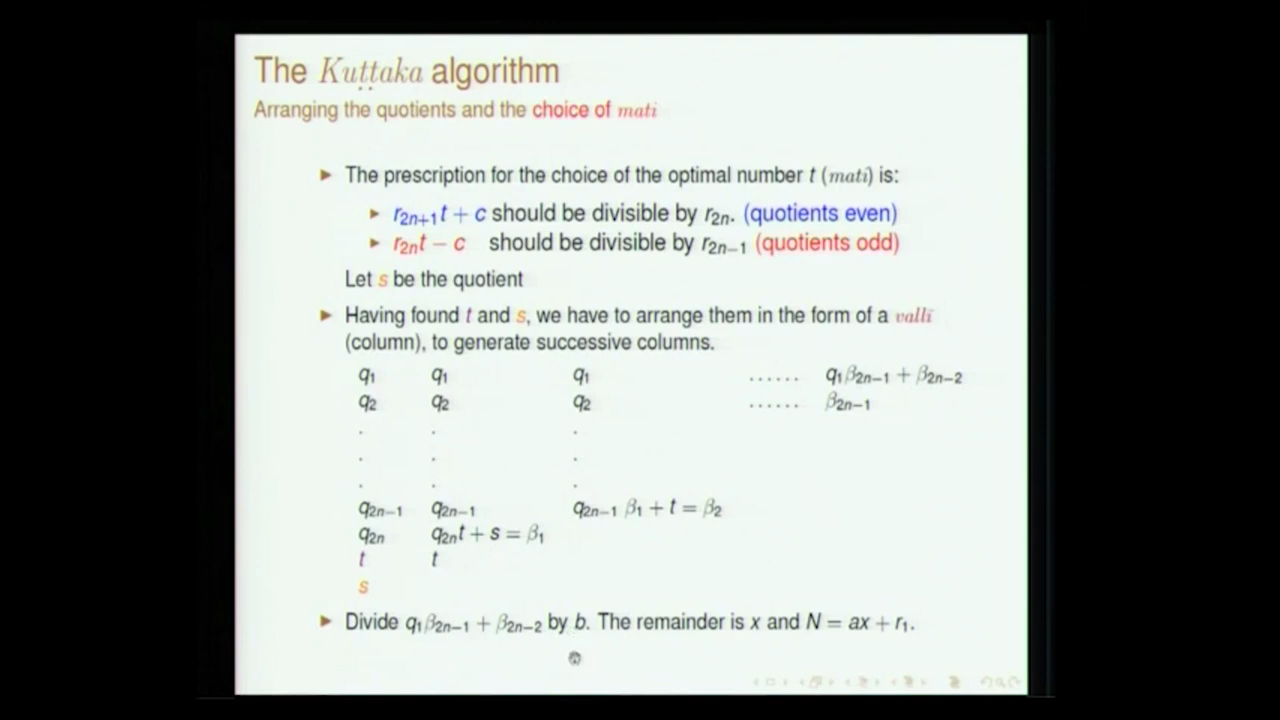 The Kuṭṭaka algorithm
Arranging the quotients and the choice of mati
▶ The prescription for the choice of the optimal number t (mati) is:
▶ r₂ₙ₊₁t + c should be divisible by r₂ₙ. (quotients even)
▶ r₂ₙt − c should be divisible by r₂ₙ₋₁ (quotients odd)
Let s be the quotient
▶ Having found t and s, we have to arrange them in the form of a vallī
(column), to generate successive columns.
q₁ q₁ q₁ ...... q₁β₂ₙ₋₁ + β₂ₙ₋₂
q₂ q₂ q₂ ...... β₂ₙ₋₁
. . .
. . .
. . .
q₂ₙ₋₁ q₂ₙ₋₁ q₂ₙ₋₁ β₁ + t = β₂
q₂ₙ q₂ₙt + s = β₁
t t
s
▶ Divide q₁β₂ₙ₋₁ + β₂ₙ₋₂ by b. The remainder is x and N = ax + r₁.